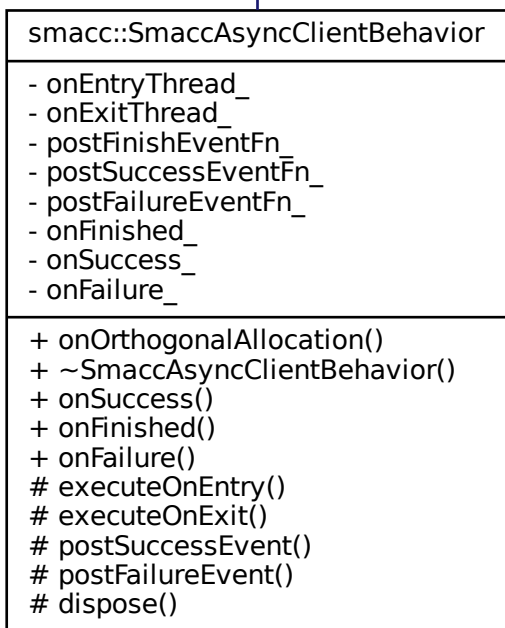 smacc::SmaccAsyncClientBehavior
- onEntryThread_
- onExitThread_
- postFinishEventFn_
- postSuccessEventFn_
- postFailureEventFn_
- onFinished_
- onSuccess_
- onFailure_
+ onOrthogonalAllocation()
+ ~SmaccAsyncClientBehavior()
+ onSuccess()
+ onFinished()
+ onFailure()
# executeOnEntry()
# executeOnExit()
# postSuccessEvent()
# postFailureEvent()
# dispose()